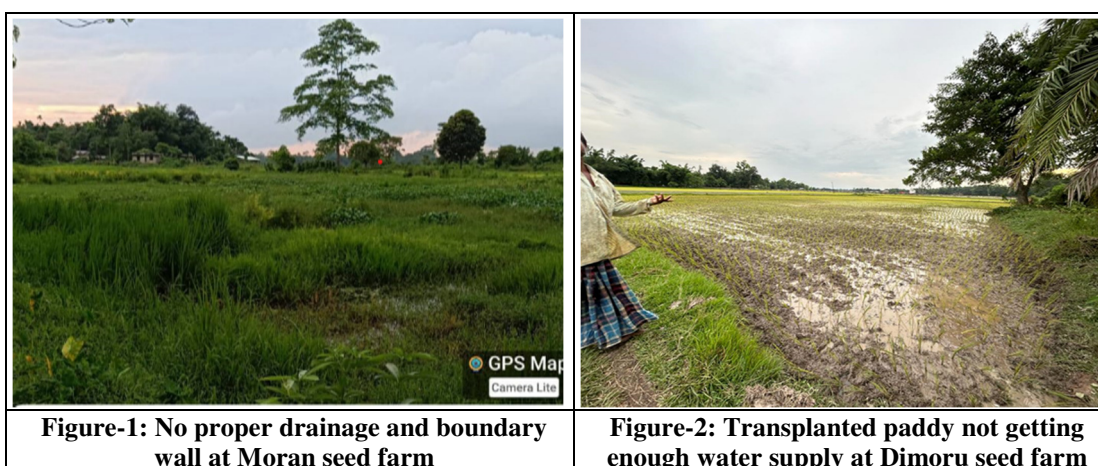 GPS Map
Camera Lite
Figure-1: No proper drainage and boundary
wall at Moran seed farm
Figure-2: Transplanted paddy not getting
enough water supply at Dimoru seed farm